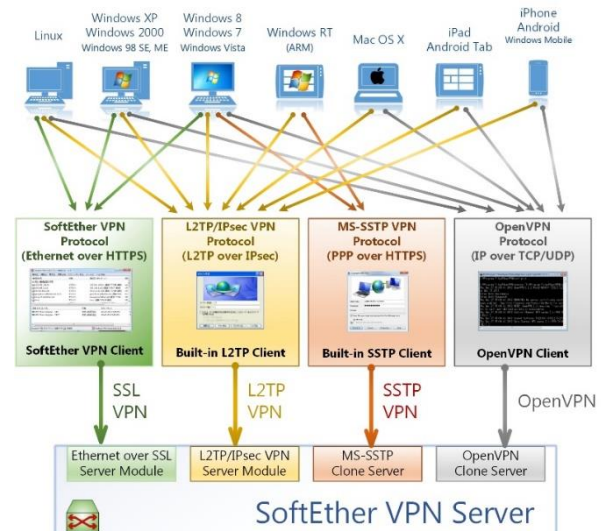 Linux
Windows XP
Windows 2000
Windows 98 SE, ME
Windows 8
Windows 7
Windows Vista
Windows RT
(ARM)
Mac OS X
iPad
Android Tab
iPhone
Android
Windows Mobile
SoftEther VPN
Protocol
(Ethernet over HTTPS)
L2TP/IPsec VPN
Protocol
(L2TP over IPsec)
MS-SSTP VPN
Protocol
(PPP over HTTPS)
OpenVPN
Protocol
(IP over TCP/UDP)
SoftEther VPN Client
Built-in L2TP Client
Built-in SSTP Client
OpenVPN Client
SSL
VPN
L2TP
VPN
SSTP
VPN
OpenVPN
Ethernet over SSL
Server Module
L2TP/IPsec VPN
Server Module
MS-SSTP
Clone Server
OpenVPN
Clone Server
SoftEther VPN Server